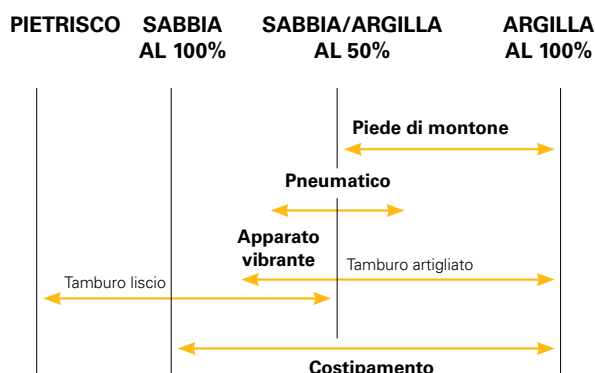 PIETRISCO
SABBIA
AL 100%
SABBIA/ARGILLA
AL 50%
ARGILLA
AL 100%
Piede di montone
Pneumatico
Apparato
vibrante
Tamburo artigliato
Tamburo liscio
Costipamento